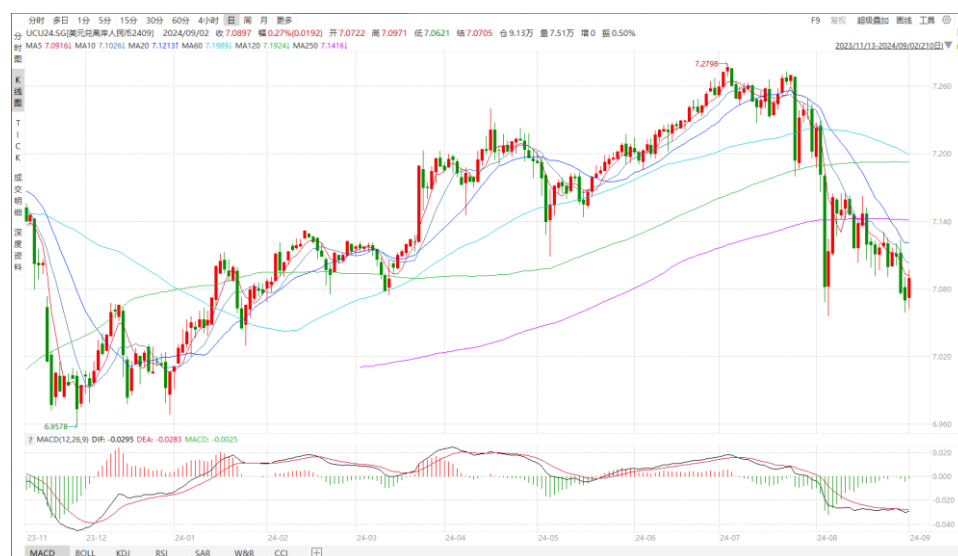 分时 多日 1分 5分 15分 30分 60分 4小时 日 周 月 更多 F9 复权 超级叠加 画线 工具
UCU24.SG[美元兑离岸人民币2409] 2024/09/02 收7.0897 幅0.27%(0.0192) 开7.0722 高7.0971 低7.0621 结7.0705 仓9.13万 量7.51万 增0 振0.50%
MA5 7.0916↓ MA10 7.1026↓ MA20 7.1213↑ MA60 7.1989↓ MA120 7.1924↓ MA250 7.1416↓ 2023/11/13-2024/09/02(210日)▼
分时图
K线图
TICK
成交明细
深度资料
7.2798
7.260
7.200
7.140
7.080
7.020
6.960
6.9578
? MACD(12,26,9) DIF: -0.0295 DEA: -0.0283 MACD: -0.0025
0.020
0.000
-0.020
-0.040
23-11 23-12 24-01 24-02 24-03 24-04 24-05 24-06 24-07 24-08 24-09
MACD BOLL KDJ RSI SAR W&R CCI